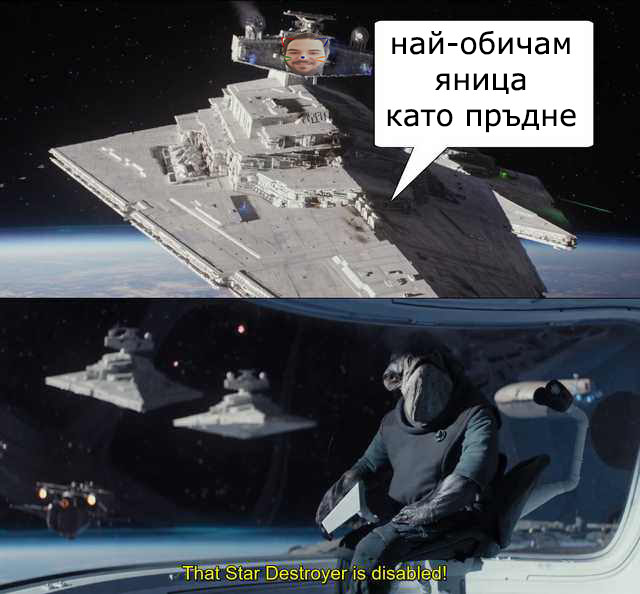 най-обичам
яница
като пръдне
That Star Destroyer is disabled!